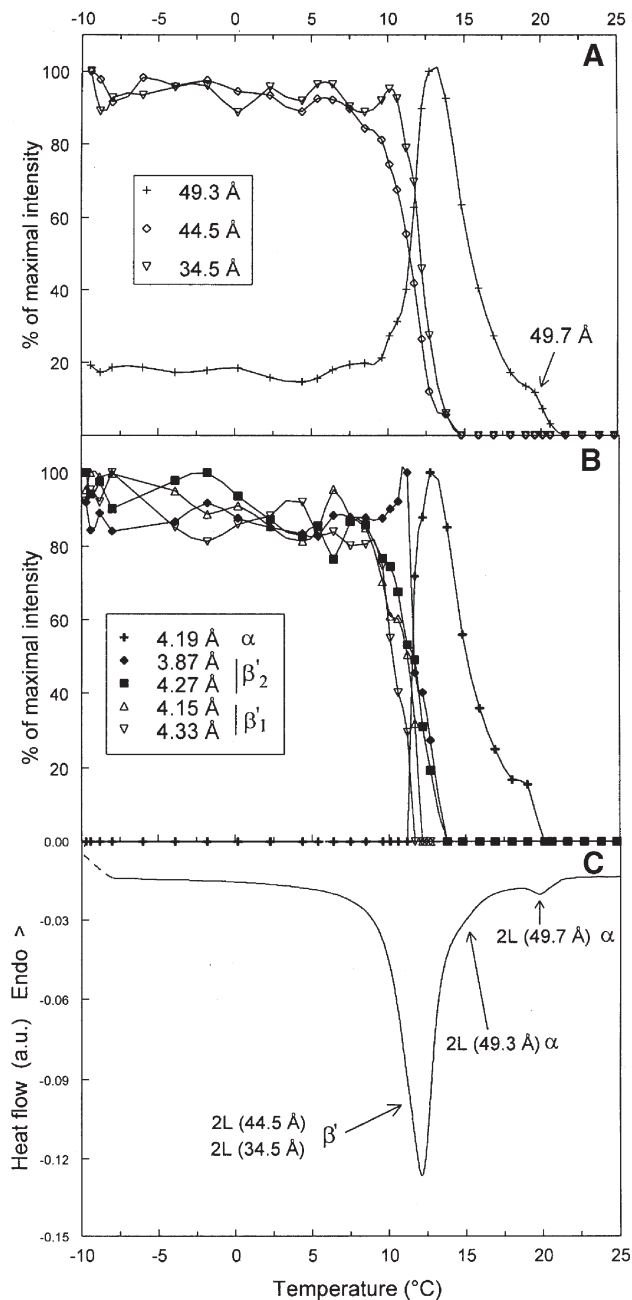 -10 -5 0 5 10 15 20 25
A
100
80
60
40
20
% of maximal intensity
49.3 Å
44.5 Å
34.5 Å
49.7 Å
B
100
80
60
40
20
0.00
% of maximal intensity
4.19 Å α
3.87 Å
4.27 Å β'2
4.15 Å
4.33 Å β'1
C
-0.03
-0.06
-0.09
-0.12
-0.15
Heat flow (a.u.) Endo >
2L (49.7 Å) α
2L (49.3 Å) α
2L (44.5 Å)
2L (34.5 Å) β'
-10 -5 0 5 10 15 20 25
Temperature (°C)